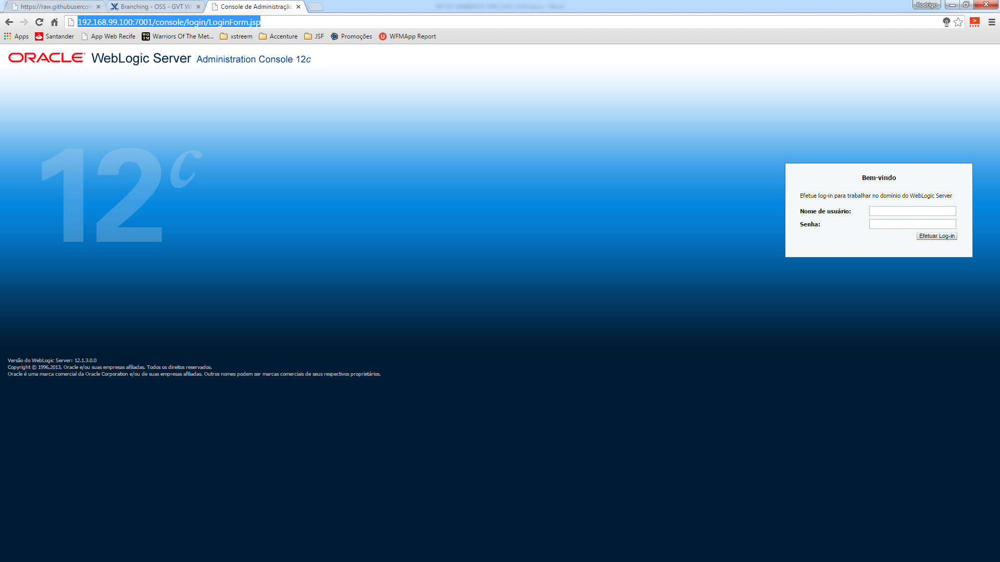 https://raw.githubusercon
Branching - OSS - GVT Wi
Console de Administração
Rodrigo
192.168.99.100:7001/console/login/LoginForm.jsp
Apps
Santander
App Web Recife
WO TM
Warriors Of The Met...
xstreem
Accenture
JSF
Promoções
U
WFMApp Report
ORACLE WebLogic Server Administration Console 12c
12c
Bem-vindo
Efetue log-in para trabalhar no domínio do WebLogic Server
Nome de usuário:
Senha:
Efetuar Log-in
Versão do WebLogic Server: 12.1.3.0.0
Copyright © 1996,2013, Oracle e/ou suas empresas afiliadas. Todos os direitos reservados.
Oracle é uma marca comercial da Oracle Corporation e/ou de suas empresas afiliadas. Outros nomes podem ser marcas comerciais de seus respectivos proprietários.